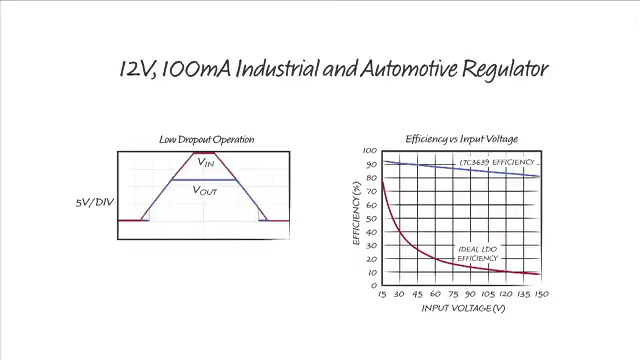 12V, 100mA Industrial and Automotive Regulator
Low Dropout Operation
VIN
VOUT
5V/DIV
Efficiency vs Input Voltage
100
90
80
70
60
50
40
30
20
10
0
EFFICIENCY (%)
LTC3639 EFFICIENCY
IDEAL LDO
EFFICIENCY
15 30 45 60 75 90 105 120 135 150
INPUT VOLTAGE (V)